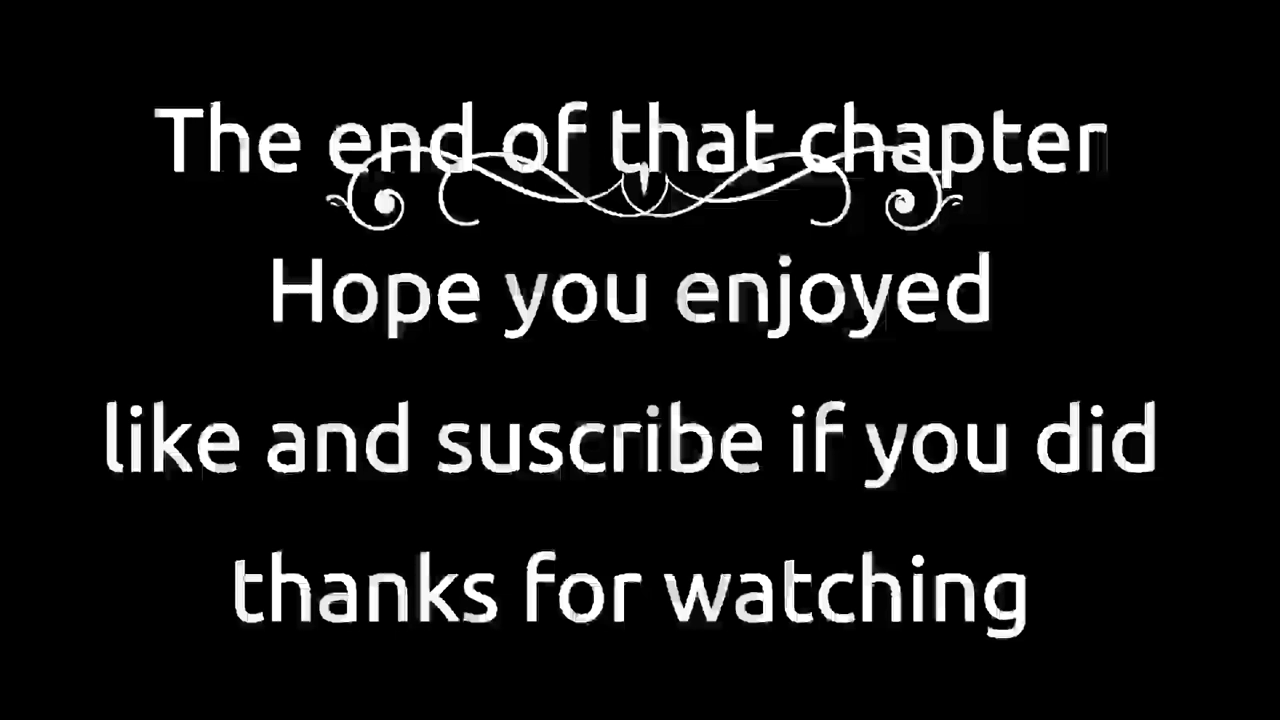 The end of that chapter
Hope you enjoyed
like and suscribe if you did
thanks for watching